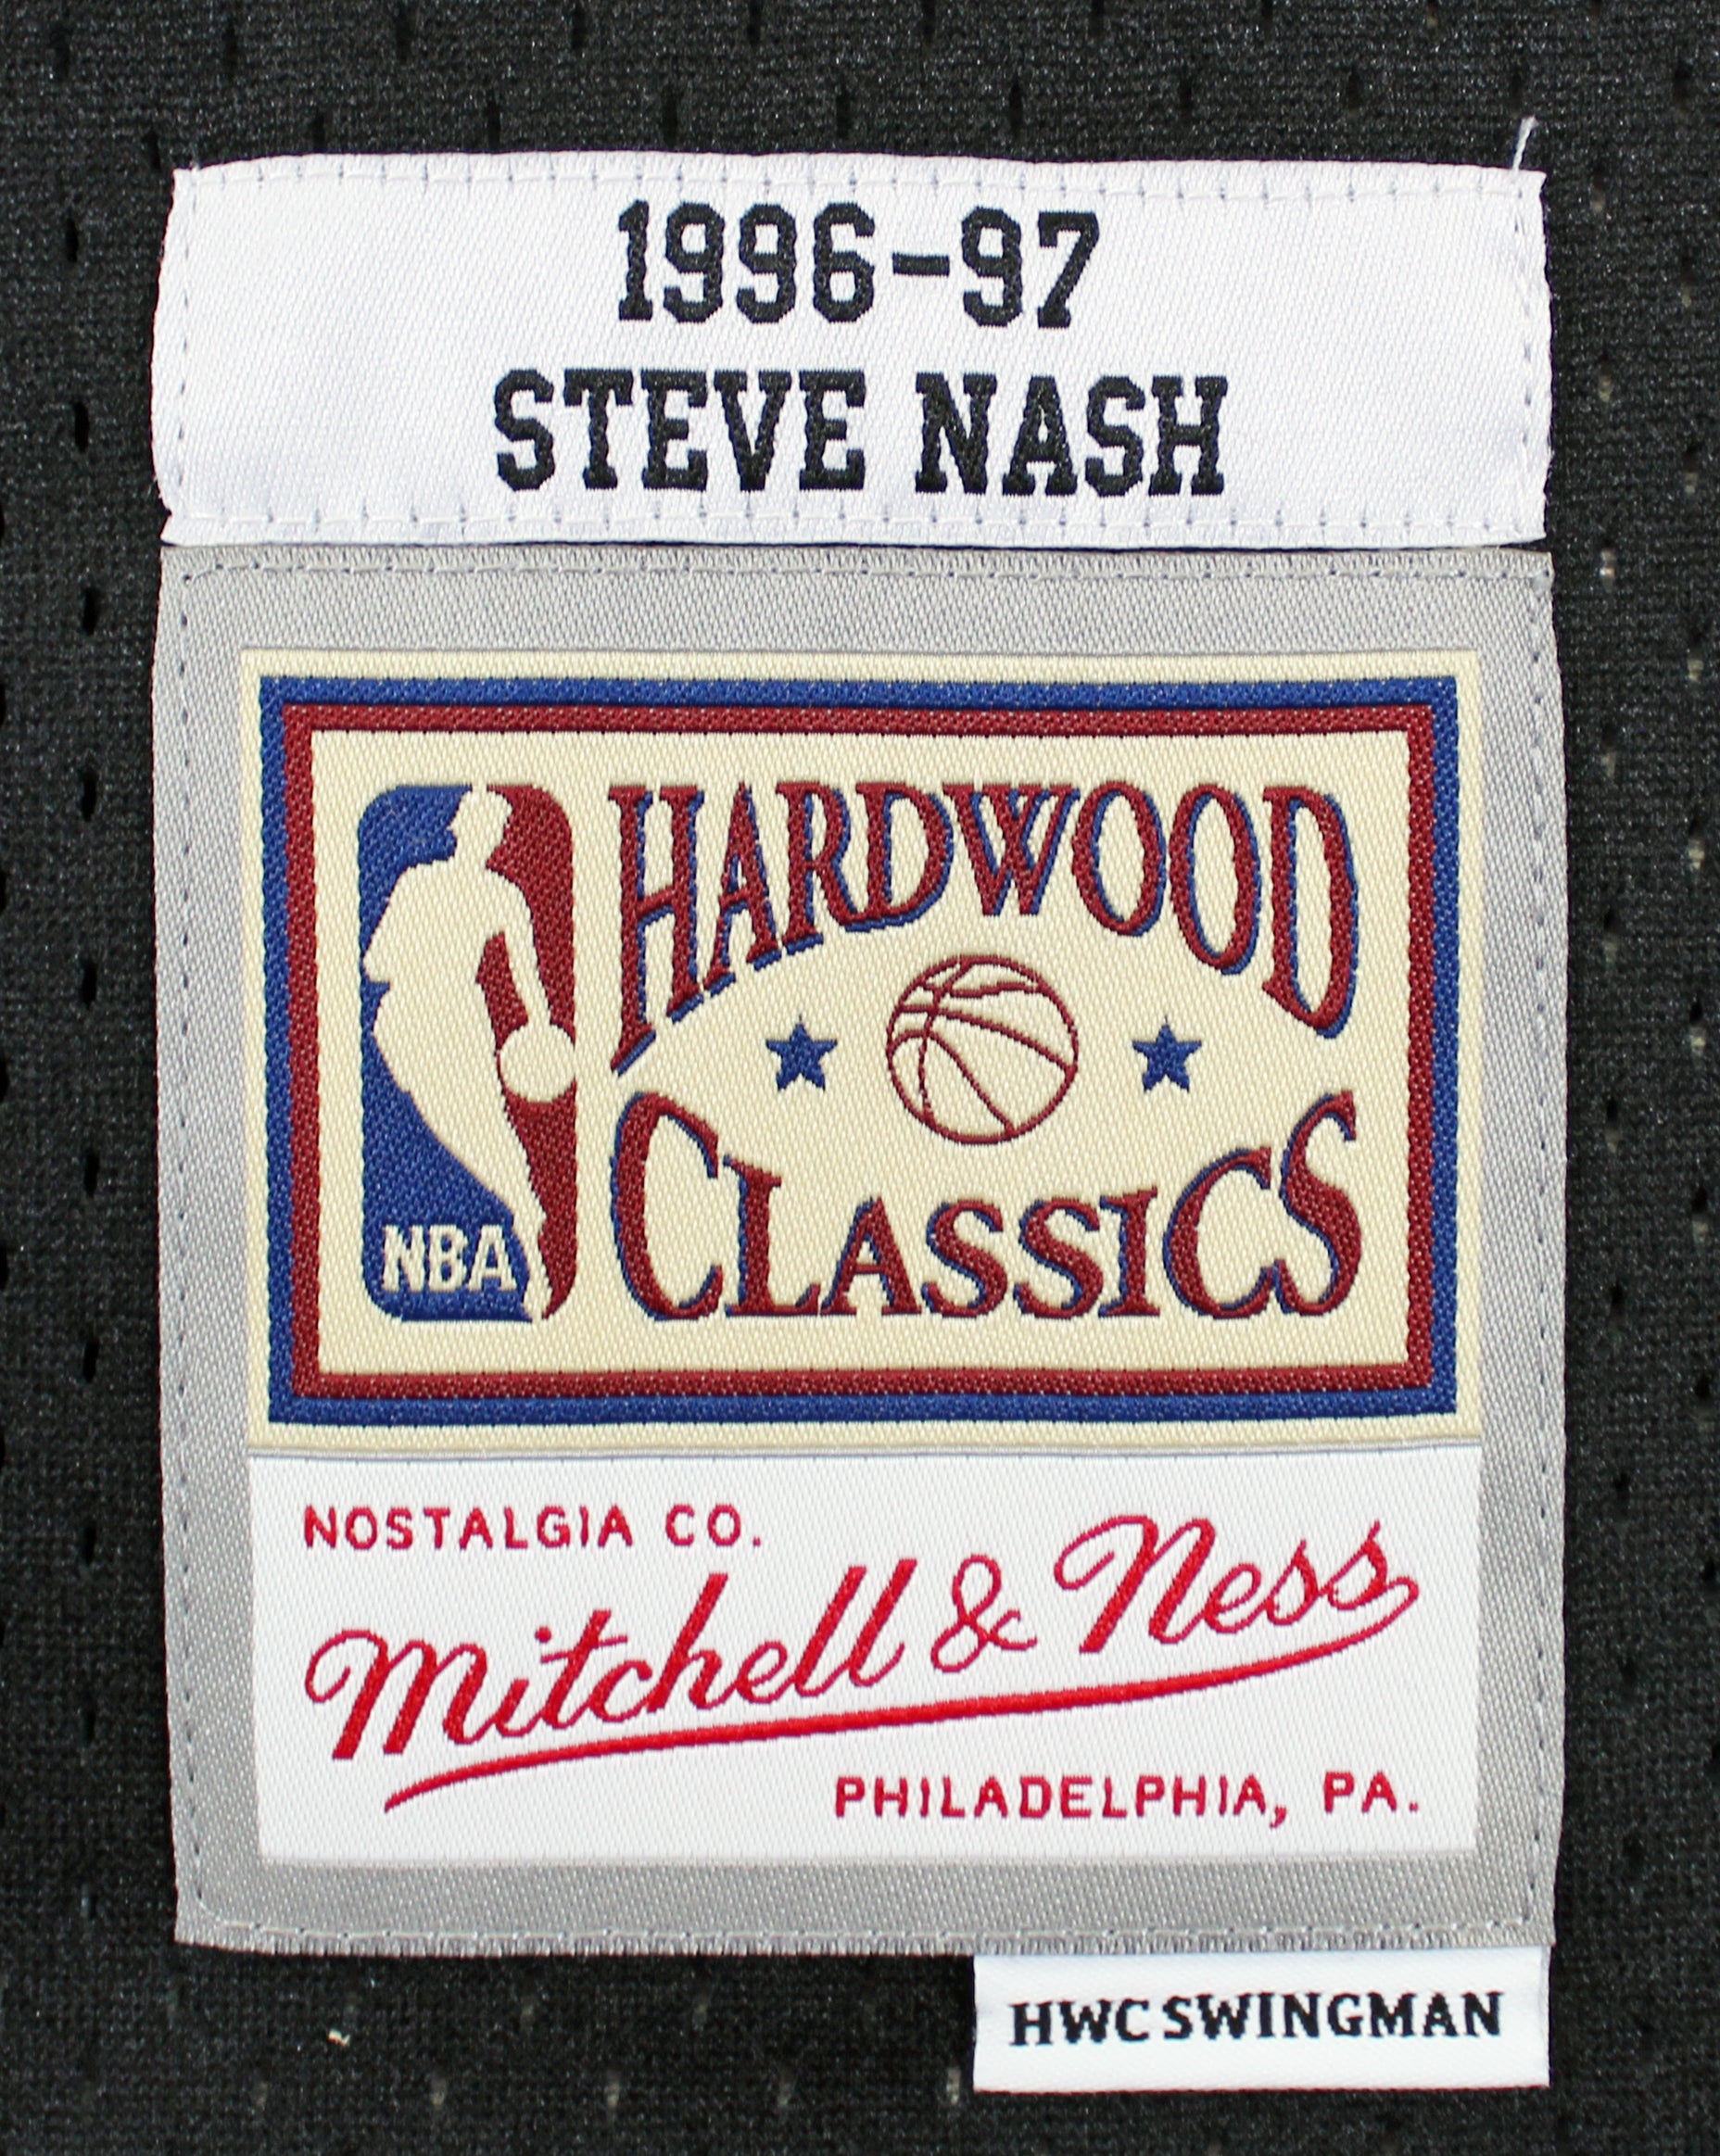 1996-97
STEVE NASH
HARDWOOD
CLASSICS
NBA
NOSTALGIA CO.
Mitchell & Ness
PHILADELPHIA, PA.
HWC SWINGMAN